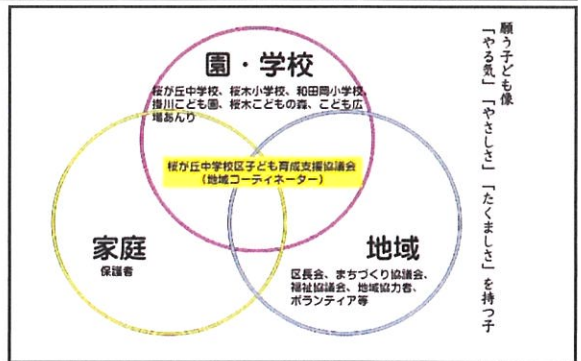 願う子ども像
「やる気」「やさしさ」「たくましさ」を持つ子
園・学校
桜が丘中学校、桜木小学校、和田岡小学校、
掛川こども園、桜木こどもの森、こども広
場あんり
桜が丘中学校区子ども育成支援協議会
（地域コーディネーター）
家庭
保護者
地域
区長会、まちづくり協議会、
福祉協議会、地域協力者、
ボランティア等